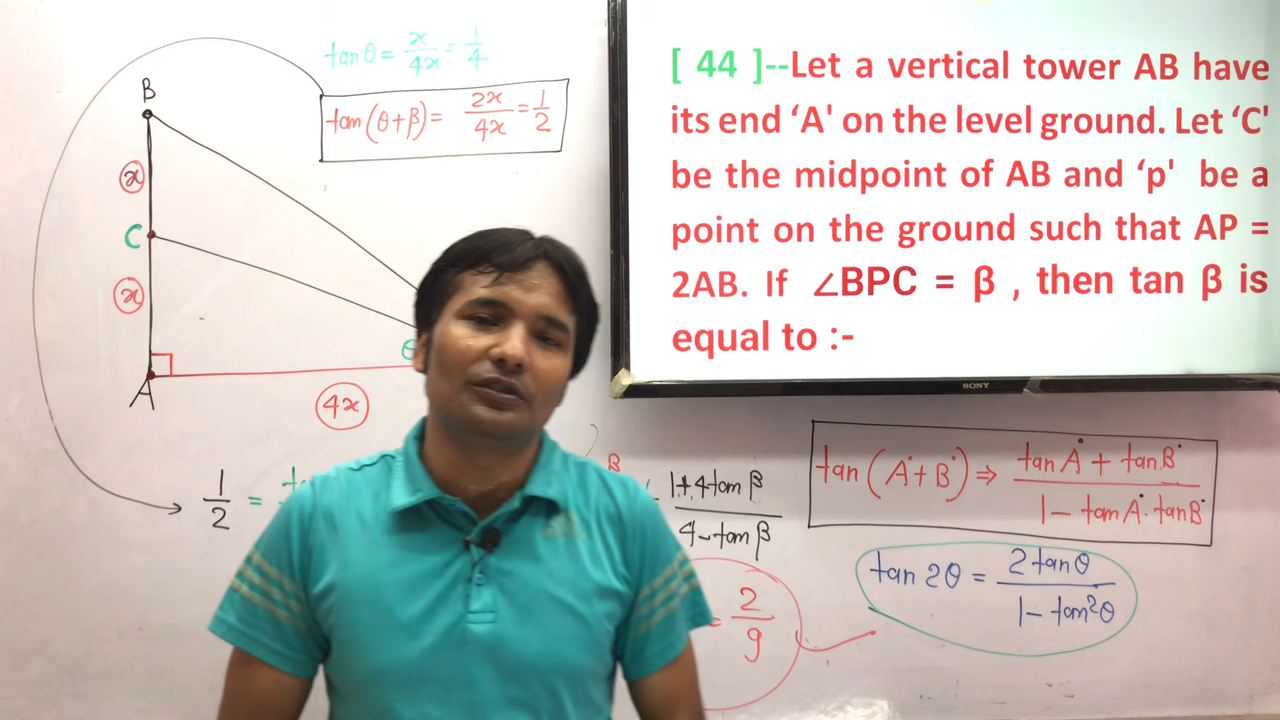 tan θ = x/4x = 1/4
tan(θ+β) = 2x/4x = 1/2
B
x
C
x
A
θ
4x
[ 44 ]--Let a vertical tower AB have
its end ‘A' on the level ground. Let ‘C'
be the midpoint of AB and ‘p' be a
point on the ground such that AP =
2AB. If ∠BPC = β , then tan β is
equal to :-
SONY
tan(A+B) ⇒ (tan A + tan B)/(1 - tan A · tan B)
1/2 =
β
(1+4tan β)/(4-tan β)
tan 2θ = 2tanθ/(1-tan²θ)
= 2/9